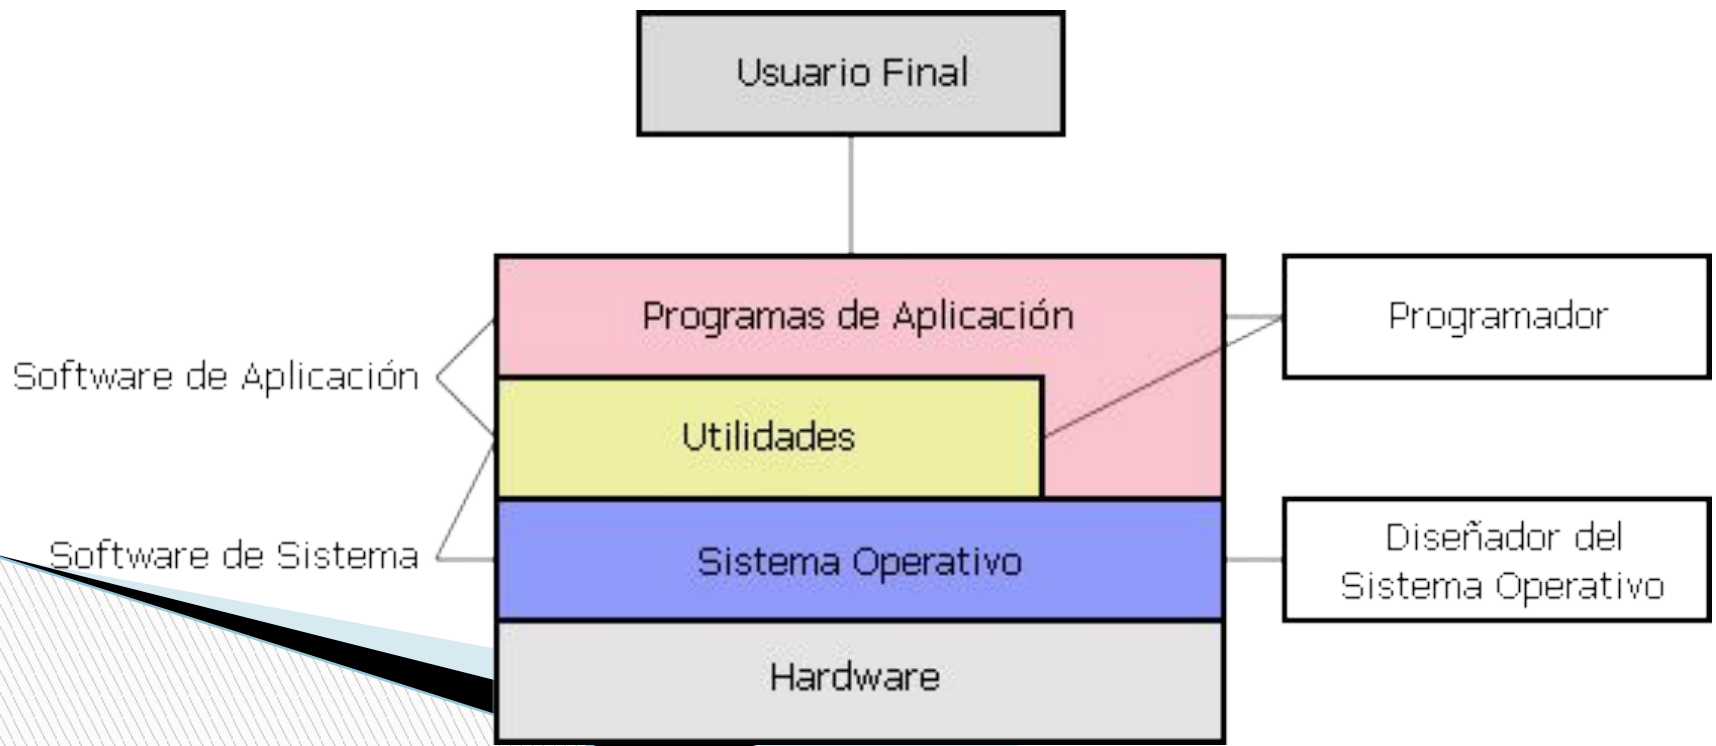 Usuario Final
Programas de Aplicación
Programador
Software de Aplicación
Utilidades
Software de Sistema
Sistema Operativo
Diseñador del
Sistema Operativo
Hardware